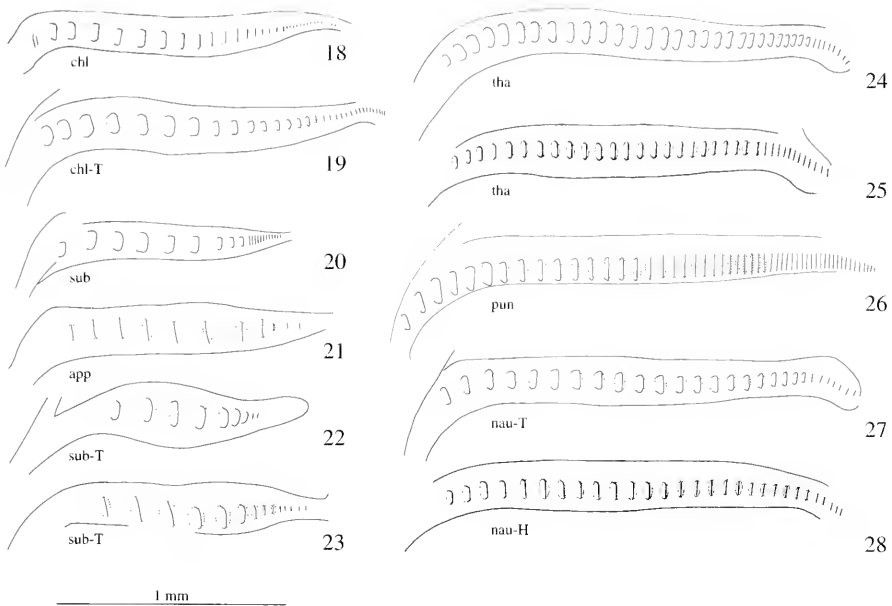 chl
18
chl-T
19
sub
20
app
21
sub-T
22
sub-T
23
1 mm
tha
24
tha
25
pun
26
nau-T
27
nau-H
28